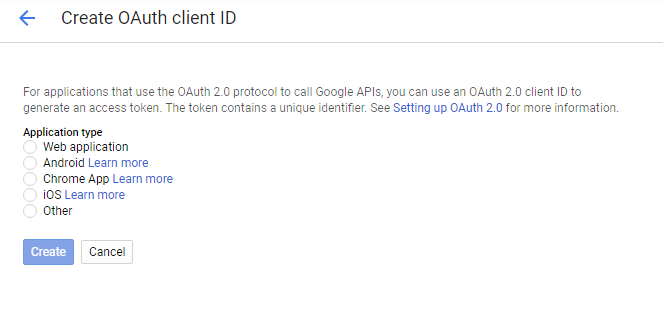 Create OAuth client ID
For applications that use the OAuth 2.0 protocol to call Google APIs, you can use an OAuth 2.0 client ID to
generate an access token. The token contains a unique identifier. See Setting up OAuth 2.0 for more information.
Application type
Web application
Android Learn more
Chrome App Learn more
iOS Learn more
Other
Create Cancel